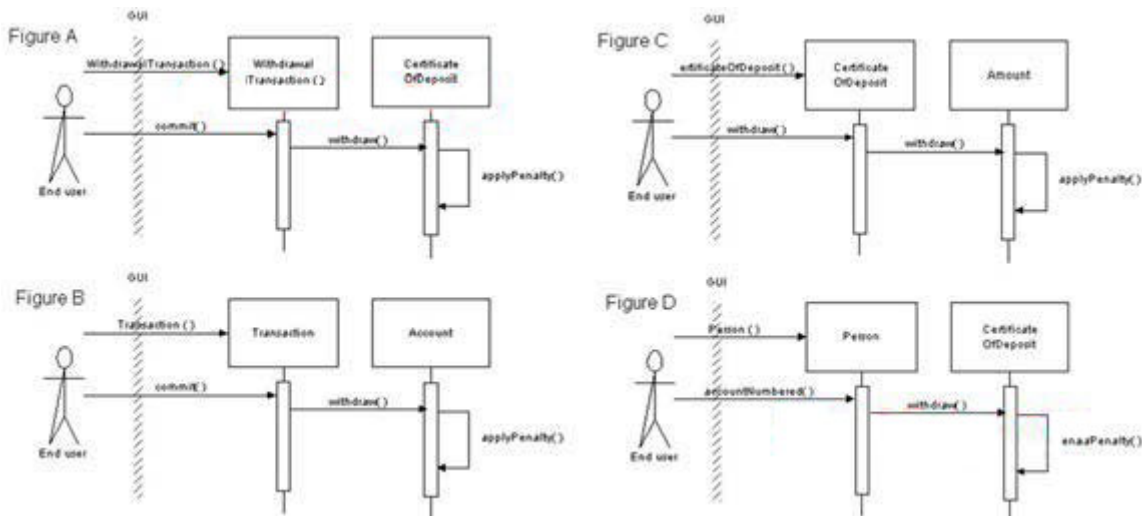 GUI
Figure A
WithdrawalTransaction ()
Withdrawal
lTransaction ()
Certificate
OfDeposit
commit()
withdraw()
applyPenalty()
End user
GUI
Figure C
ertificateOfDeposit ()
Certificate
OfDeposit
Amount
withdraw()
withdraw()
applyPenalty()
End user
GUI
Figure B
Transaction ()
Transaction
Account
commit()
withdraw()
applyPenalty()
End user
GUI
Figure D
Person ()
Person
Certificate
OfDeposit
accountNumbered()
withdraw()
End user